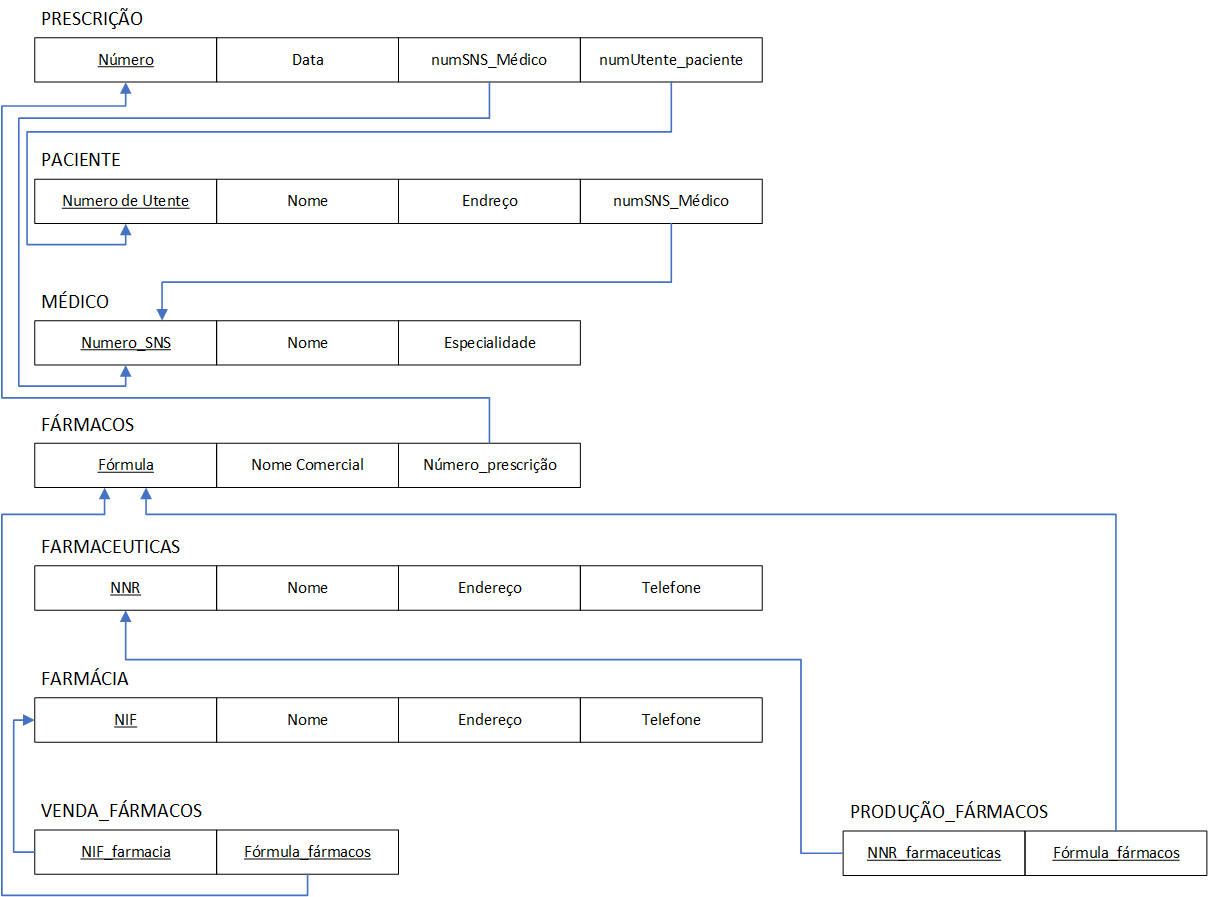 PRESCRIÇÃO
Número Data numSNS_Médico numUtente_paciente
PACIENTE
Numero de Utente Nome Endreço numSNS_Médico
MÉDICO
Numero_SNS Nome Especialidade
FÁRMACOS
Fórmula Nome Comercial Número_prescrição
FARMACEUTICAS
NNR Nome Endereço Telefone
FARMÁCIA
NIF Nome Endereço Telefone
VENDA_FÁRMACOS
NIF_farmacia Fórmula_fármacos
PRODUÇÃO_FÁRMACOS
NNR_farmaceuticas Fórmula_fármacos